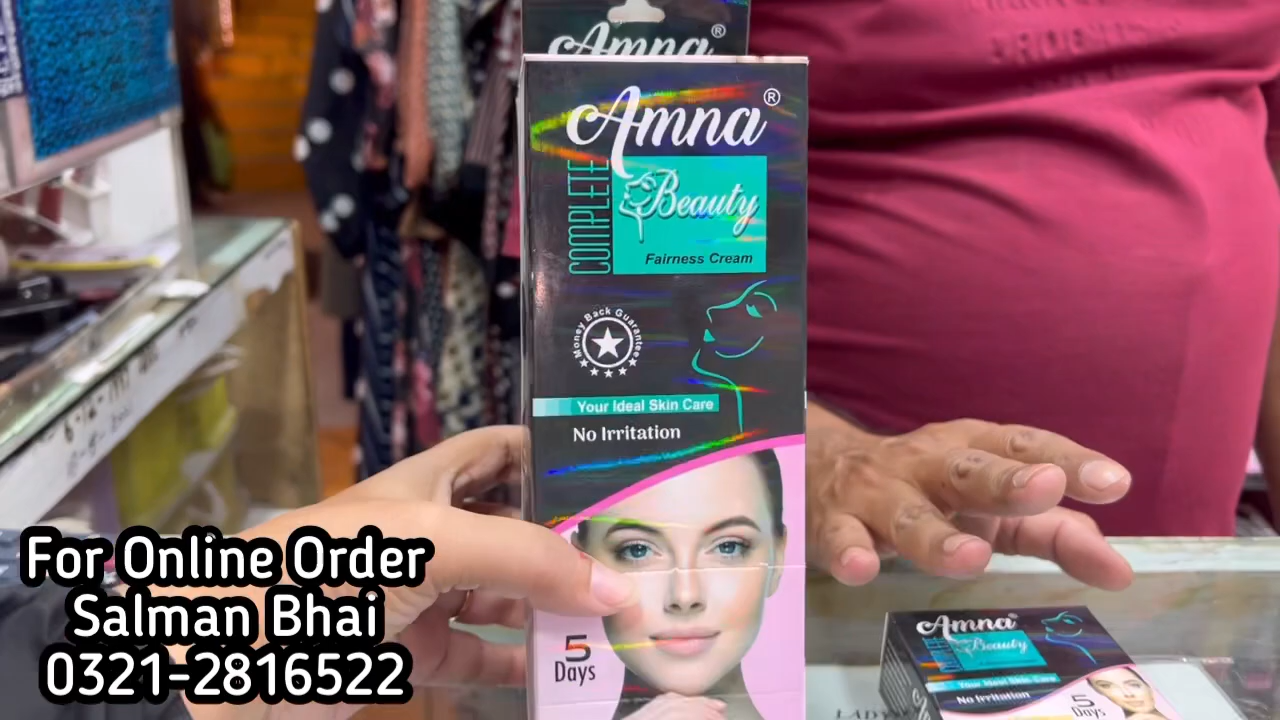 Amna®
Amna®
COMPLETE
Beauty
Fairness Cream
Money Back Guarantee
Your Ideal Skin Care
No Irritation
5
Days
For Online Order
Salman Bhai
0321-2816522
Amna
Beauty
Your Ideal Skin Care
No Irritation
5
Days
LADY